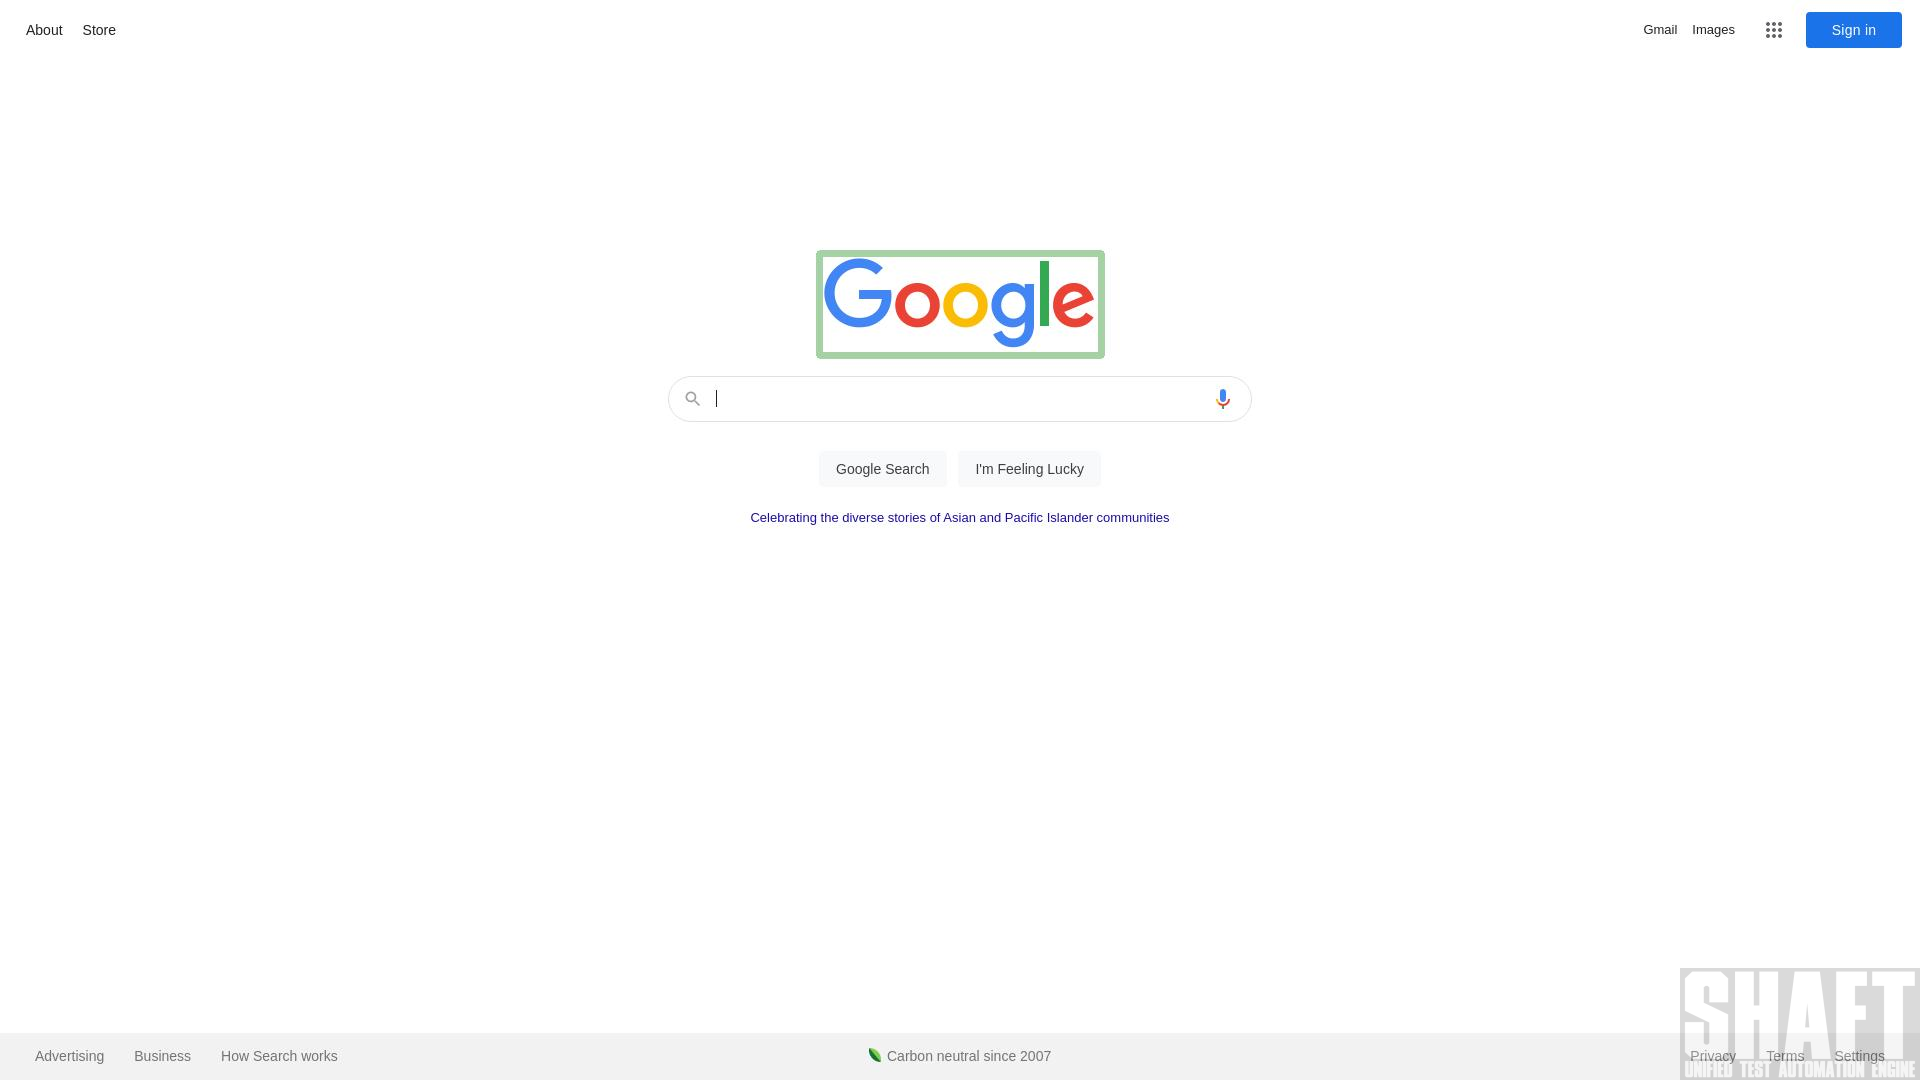 About Store Gmail Images Sign in
Google
Google Search I'm Feeling Lucky
Celebrating the diverse stories of Asian and Pacific Islander communities
Advertising Business How Search works Carbon neutral since 2007 Privacy Terms Settings
SHAFT
UNIFIED TEST AUTOMATION ENGINE